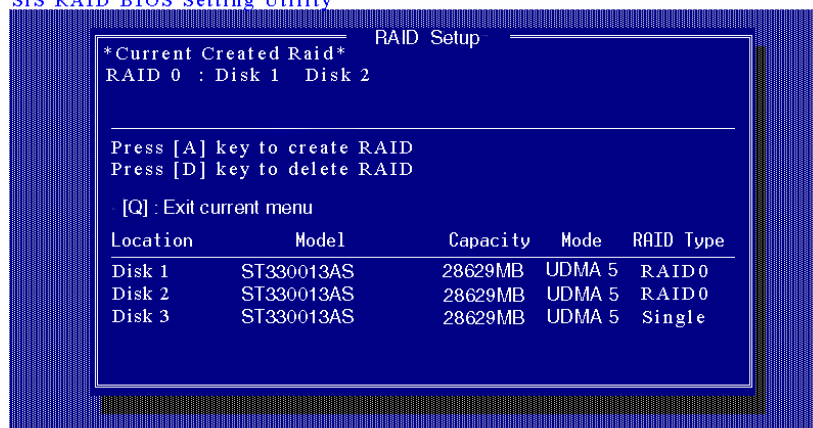 SIS RAID BIOS Setting Utility
RAID Setup
*Current Created Raid*
RAID 0 : Disk 1 Disk 2
Press [A] key to create RAID
Press [D] key to delete RAID
[Q] : Exit current menu
Location Model Capacity Mode RAID Type
Disk 1 ST330013AS 28629MB UDMA 5 RAID0
Disk 2 ST330013AS 28629MB UDMA 5 RAID0
Disk 3 ST330013AS 28629MB UDMA 5 Single